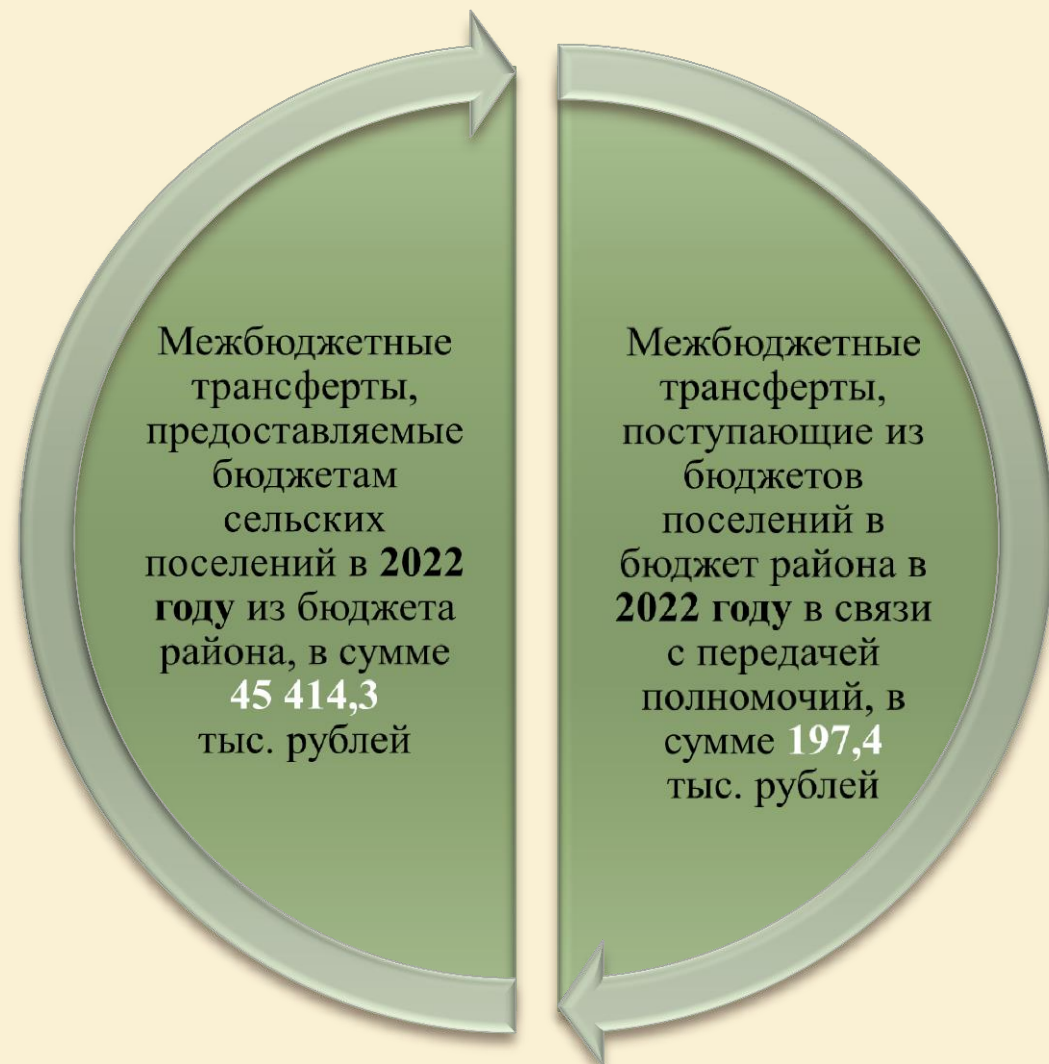 Межбюджетные
трансферты,
предоставляемые
бюджетам
сельских
поселений в 2022
году из бюджета
района, в сумме
45 414,3
тыс. рублей
Межбюджетные
трансферты,
поступающие из
бюджетов
поселений в
бюджет района в
2022 году в связи
с передачей
полномочий, в
сумме 197,4
тыс. рублей